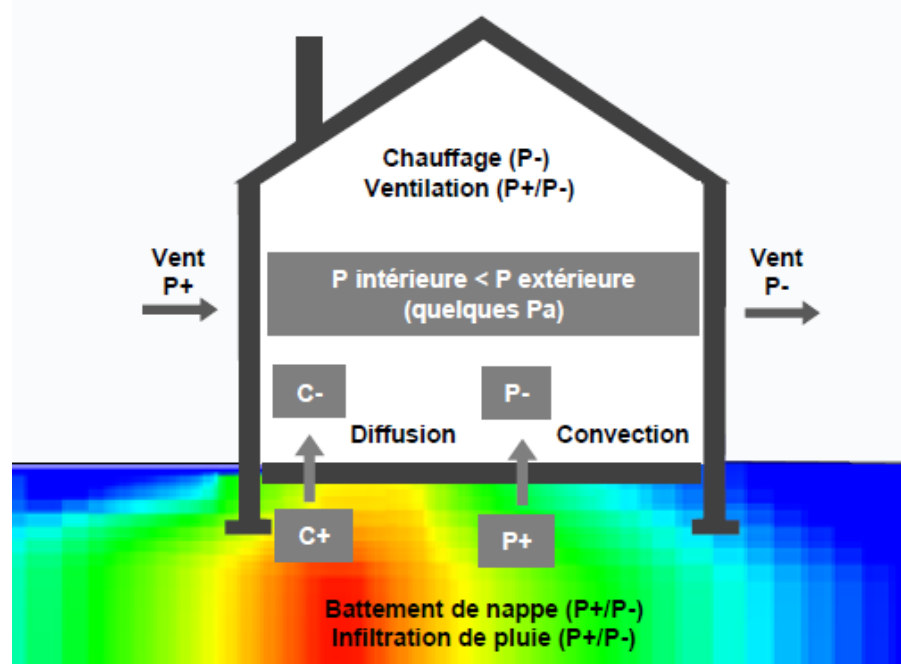 Chauffage (P-)
Ventilation (P+/P-)
Vent
P+
P intérieure < P extérieure
(quelques Pa)
Vent
P-
C-
P-
Diffusion
Convection
C+
P+
Battement de nappe (P+/P-)
Infiltration de pluie (P+/P-)